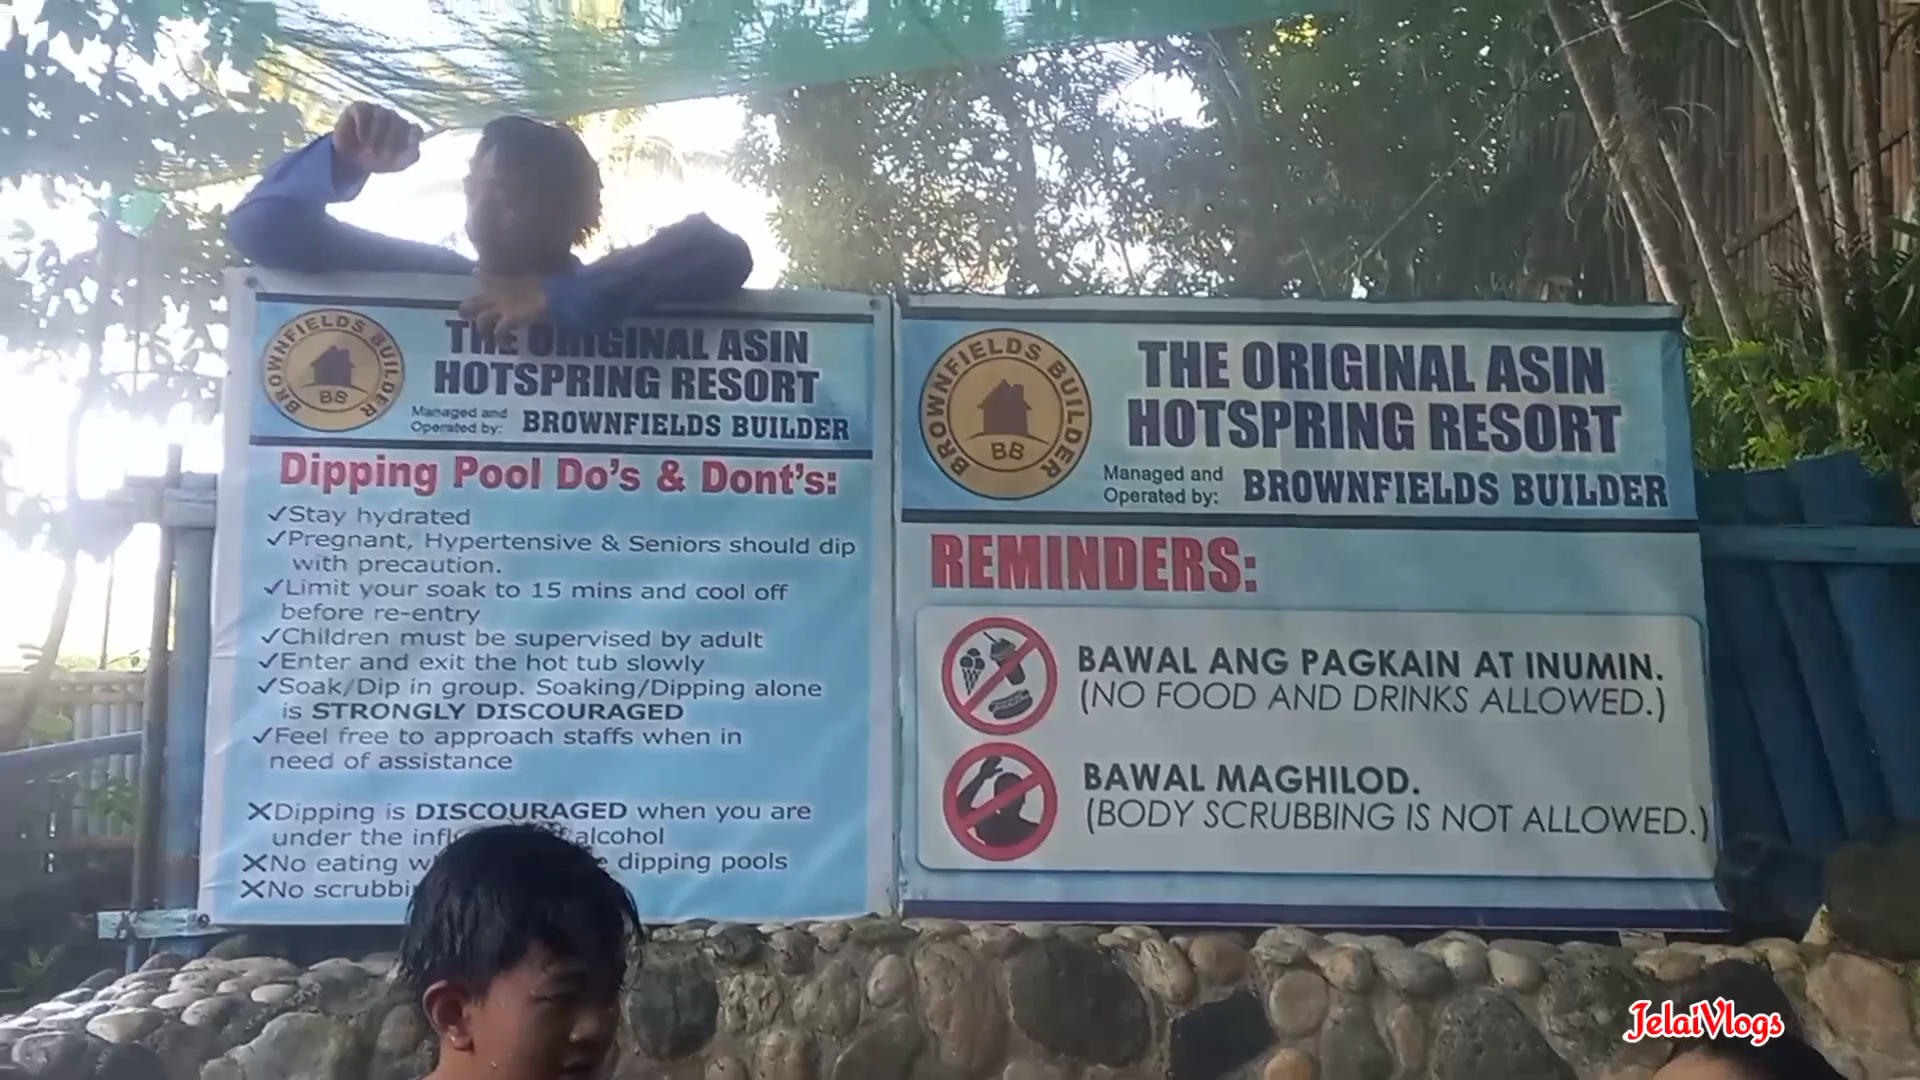 BROWNFIELDS BUILDER
BB
THE ORIGINAL ASIN
HOTSPRING RESORT
Managed and
Operated by: BROWNFIELDS BUILDER
Dipping Pool Do's & Dont's:
✓Stay hydrated
✓Pregnant, Hypertensive & Seniors should dip
with precaution.
✓Limit your soak to 15 mins and cool off
before re-entry
✓Children must be supervised by adult
✓Enter and exit the hot tub slowly
✓Soak/Dip in group. Soaking/Dipping alone
is STRONGLY DISCOURAGED
✓Feel free to approach staffs when in
need of assistance
✕Dipping is DISCOURAGED when you are
under the alcohol
✕No eating dipping pools
✕No
BROWNFIELDS BUILDER
BB
THE ORIGINAL ASIN
HOTSPRING RESORT
Managed and
Operated by: BROWNFIELDS BUILDER
REMINDERS:
BAWAL ANG PAGKAIN AT INUMIN.
(NO FOOD AND DRINKS ALLOWED.)
BAWAL MAGHILOD.
(BODY SCRUBBING IS NOT ALLOWED.)
JelaiVlogs